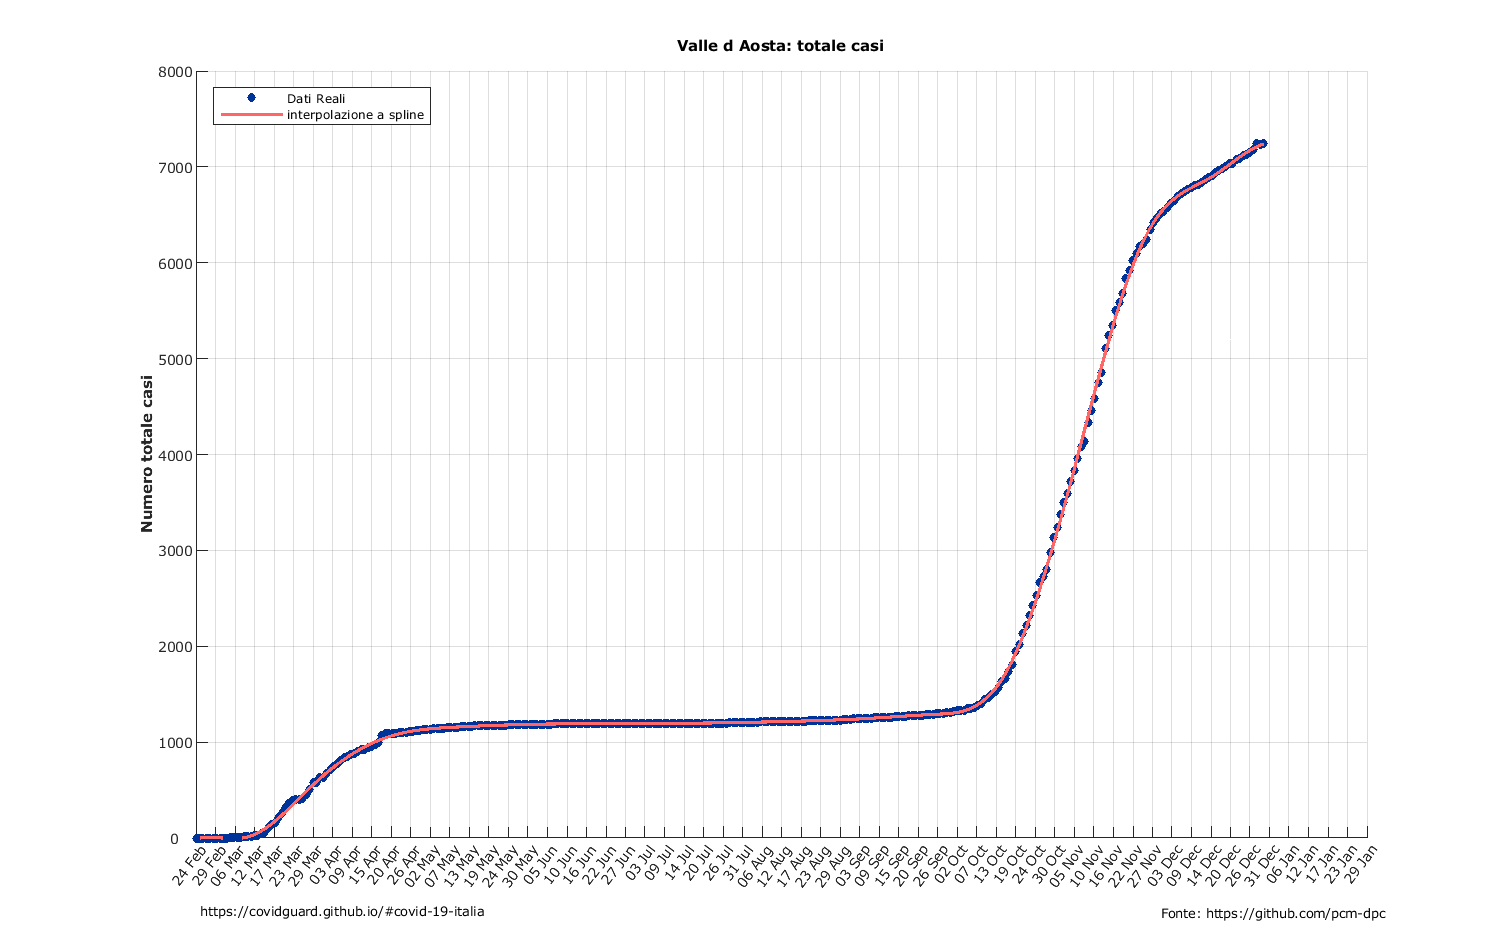 Valle d Aosta: totale casi
Dati Reali
interpolazione a spline
Numero totale casi
8000
7000
6000
5000
4000
3000
2000
1000
0
24 Feb
29 Feb
06 Mar
12 Mar
17 Mar
23 Mar
29 Mar
03 Apr
09 Apr
15 Apr
20 Apr
26 Apr
02 May
07 May
13 May
19 May
24 May
30 May
05 Jun
10 Jun
16 Jun
22 Jun
27 Jun
03 Jul
09 Jul
14 Jul
20 Jul
26 Jul
31 Jul
06 Aug
12 Aug
17 Aug
23 Aug
29 Aug
03 Sep
09 Sep
15 Sep
20 Sep
26 Sep
02 Oct
07 Oct
13 Oct
19 Oct
24 Oct
30 Oct
05 Nov
10 Nov
16 Nov
22 Nov
27 Nov
03 Dec
09 Dec
14 Dec
20 Dec
26 Dec
31 Dec
06 Jan
12 Jan
17 Jan
23 Jan
29 Jan
https://covidguard.github.io/#covid-19-italia
Fonte: https://github.com/pcm-dpc